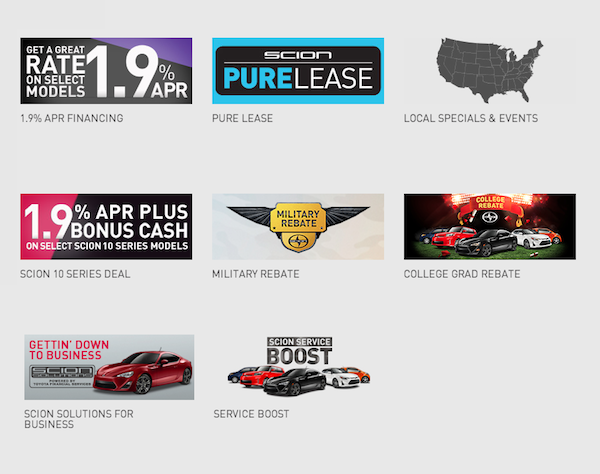 GET A GREAT
RATE
ON SELECT
MODELS
1.9%
APR
SCION
PURELEASE
1.9% APR FINANCING
PURE LEASE
LOCAL SPECIALS & EVENTS
1.9% APR PLUS
BONUS CASH
ON SELECT SCION 10 SERIES MODELS
MILITARY
REBATE
COLLEGE
REBATE
SCION 10 SERIES DEAL
MILITARY REBATE
COLLEGE GRAD REBATE
GETTIN' DOWN
TO BUSINESS
SCION
SOLUTIONS
POWERED BY
TOYOTA FINANCIAL SERVICES
SCION SERVICE
BOOST
SCION SOLUTIONS FOR
BUSINESS
SERVICE BOOST